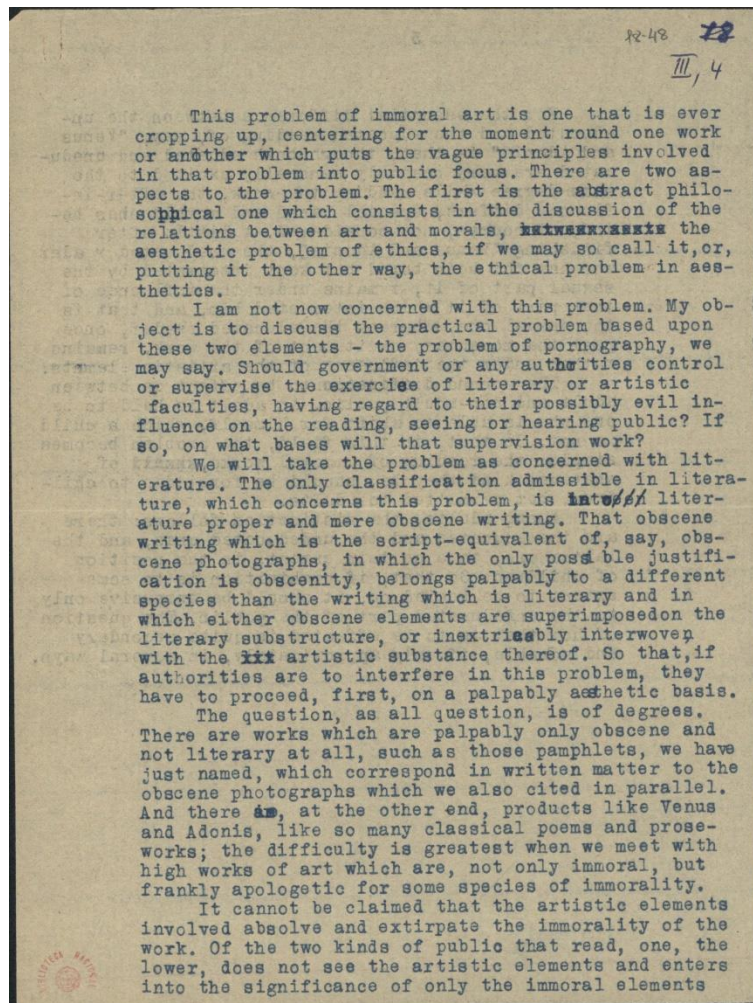 18-48 18
III, 4
This problem of immoral art is one that is ever
cropping up, centering for the moment round one work
or another which puts the vague principles involved
in that problem into public focus. There are two as-
pects to the problem. The first is the abstract philo-
sophical one which consists in the discussion of the
relations between art and morals, the
aesthetic problem of ethics, if we may so call it,or,
putting it the other way, the ethical problem in aes-
thetics.
I am not now concerned with this problem. My ob-
ject is to discuss the practical problem based upon
these two elements - the problem of pornography, we
may say. Should government or any authorities control
or supervise the exercise of literary or artistic
faculties, having regard to their possibly evil in-
fluence on the reading, seeing or hearing public? If
so, on what bases will that supervision work?
We will take the problem as concerned with lit-
erature. The only classification admissible in litera-
ture, which concerns this problem, is into liter-
ature proper and mere obscene writing. That obscene
writing which is the script-equivalent of, say, obs-
cene photographs, in which the only possible justifi-
cation is obscenity, belongs palpably to a different
species than the writing which is literary and in
which either obscene elements are superimposedon the
literary substructure, or inextricably interwoven
with the artistic substance thereof. So that,if
authorities are to interfere in this problem, they
have to proceed, first, on a palpably aesthetic basis.
The question, as all question, is of degrees.
There are works which are palpably only obscene and
not literary at all, such as those pamphlets, we have
just named, which correspond in written matter to the
obscene photographs which we also cited in parallel.
And there are, at the other end, products like Venus
and Adonis, like so many classical poems and prose-
works; the difficulty is greatest when we meet with
high works of art which are, not only immoral, but
frankly apologetic for some species of immorality.
It cannot be claimed that the artistic elements
involved absolve and extirpate the immorality of the
work. Of the two kinds of public that read, one, the
lower, does not see the artistic elements and enters
into the significance of only the immoral elements